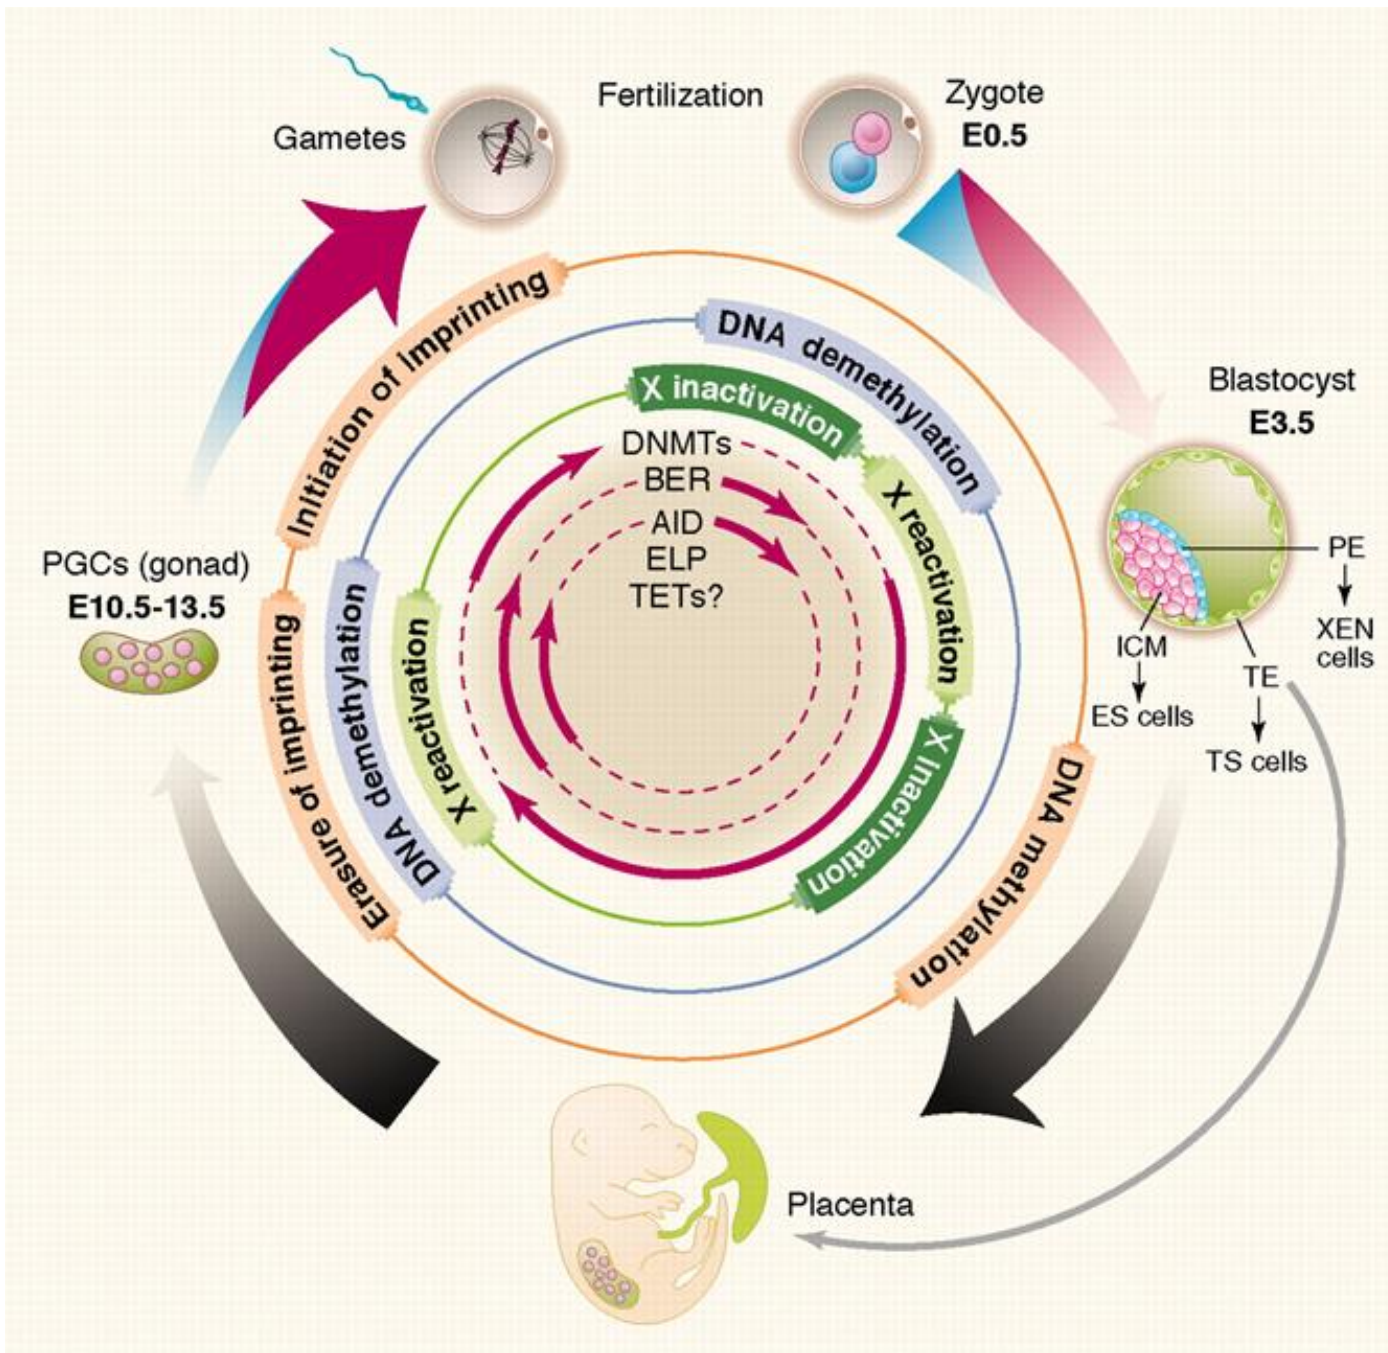 Fertilization
Zygote
E0.5
Gametes
Blastocyst
E3.5
PE
XEN
cells
ICM
ES cells
TE
TS cells
PGCs (gonad)
E10.5-13.5
Placenta
Initiation of imprinting
Erasure of imprinting
DNA methylation
DNA demethylation
DNA demethylation
X inactivation
X reactivation
X inactivation
X reactivation
DNMTs
BER
AID
ELP
TETs?